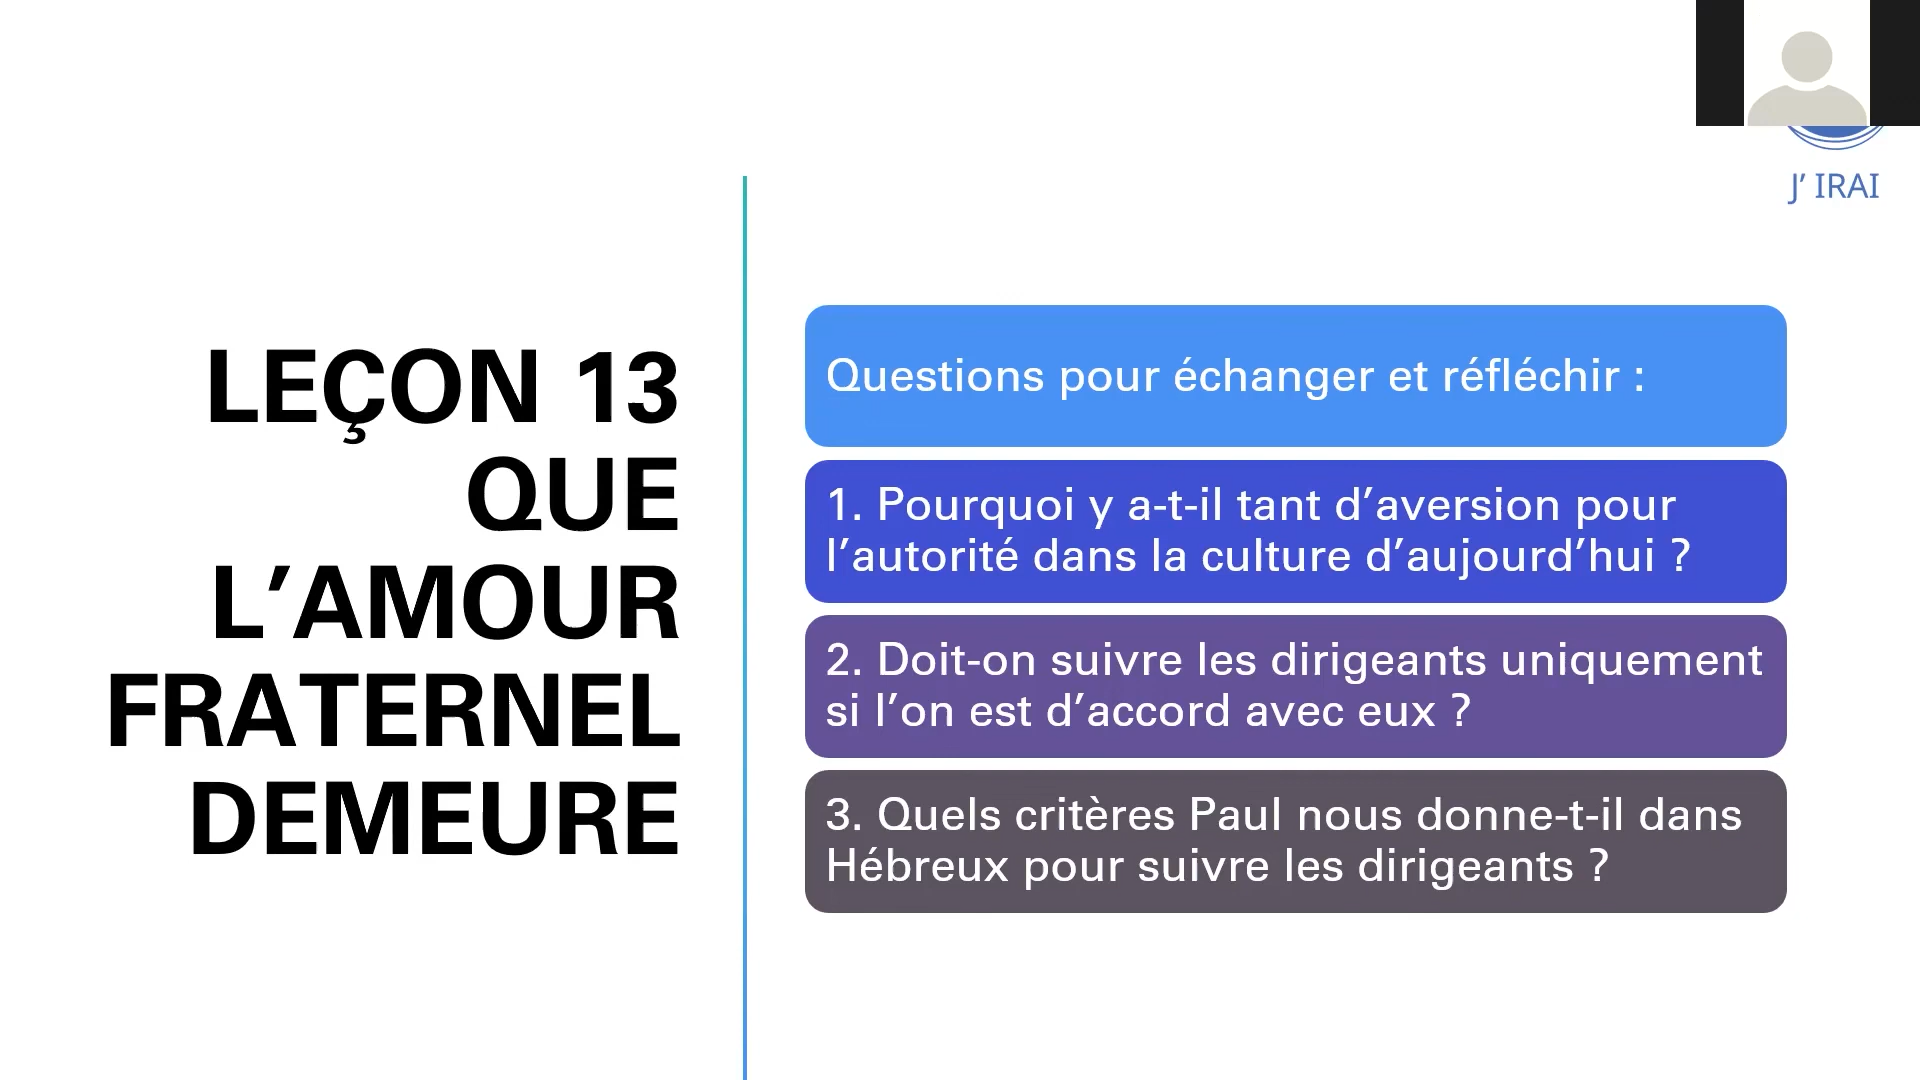 J’ IRAI
LEÇON 13
QUE
L’AMOUR
FRATERNEL
DEMEURE
Questions pour échanger et réfléchir :
1. Pourquoi y a-t-il tant d’aversion pour
l’autorité dans la culture d’aujourd’hui ?
2. Doit-on suivre les dirigeants uniquement
si l’on est d’accord avec eux ?
3. Quels critères Paul nous donne-t-il dans
Hébreux pour suivre les dirigeants ?